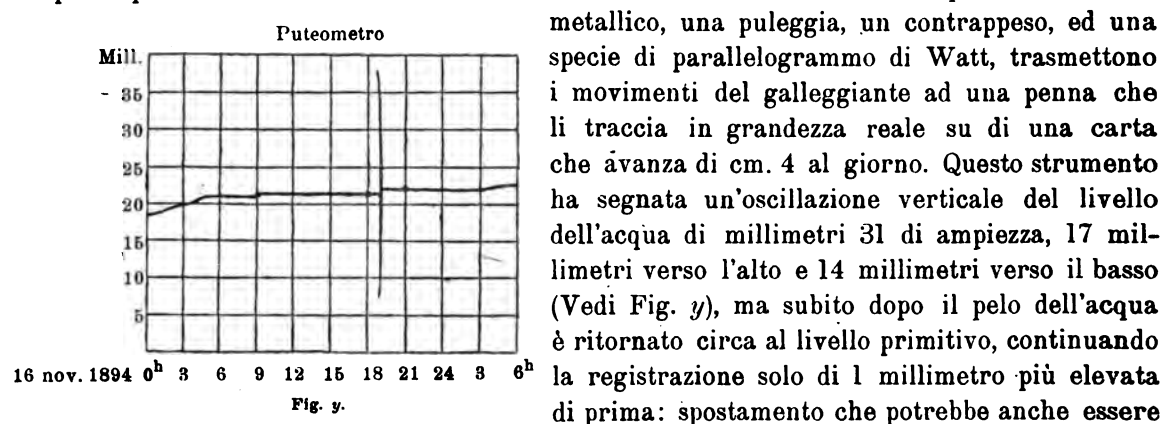 metallico, una puleggia, un contrappeso, ed una
specie di parallelogrammo di Watt, trasmettono
i movimenti del galleggiante ad una penna che
li traccia in grandezza reale su di una carta
che avanza di cm. 4 al giorno. Questo strumento
ha segnata un'oscillazione verticale del livello
dell'acqua di millimetri 31 di ampiezza, 17 mil-
limetri verso l'alto e 14 millimetri verso il basso
(Vedi Fig. y), ma subito dopo il pelo dell'acqua
è ritornato circa al livello primitivo, continuando
la registrazione solo di 1 millimetro più elevata
di prima: spostamento che potrebbe anche essere
Puteometro
Mill.
35
30
25
20
15
10
5
16 nov. 1894 0h 3 6 9 12 15 18 21 24 3 6h
Fig. y.